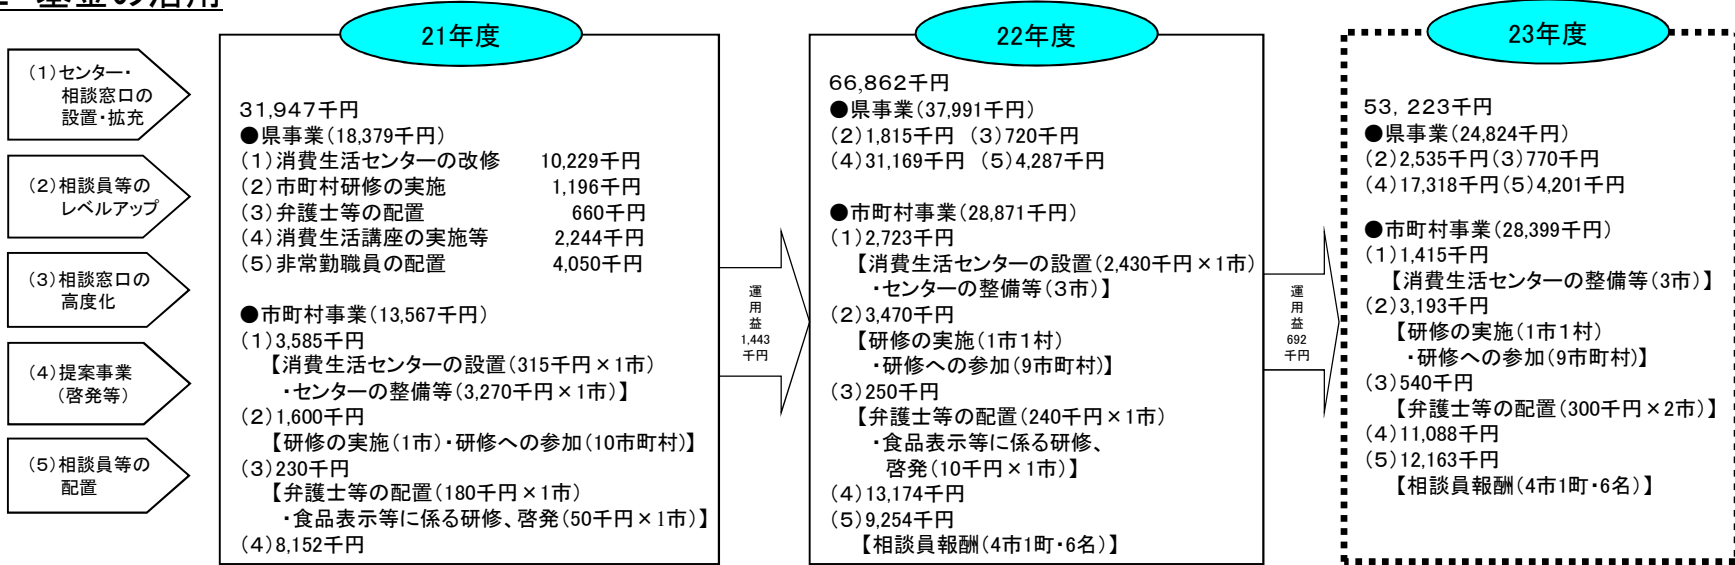 基金の活用
(1)センター・
相談窓口の
設置・拡充
(2)相談員等の
レベルアップ
(3)相談窓口の
高度化
(4)提案事業
(啓発等)
(5)相談員等の
配置
21年度
31,947千円
●県事業(18,379千円)
(1)消費生活センターの改修 10,229千円
(2)市町村研修の実施 1,196千円
(3)弁護士等の配置 660千円
(4)消費生活講座の実施等 2,244千円
(5)非常勤職員の配置 4,050千円
●市町村事業(13,567千円)
(1)3,585千円
【消費生活センターの設置(315千円×1市)
・センターの整備等(3,270千円×1市)】
(2)1,600千円
【研修の実施(1市)・研修への参加(10市町村)】
(3)230千円
【弁護士等の配置(180千円×1市)
・食品表示等に係る研修、啓発(50千円×1市)】
(4)8,152千円
運
用
益
1,443
千円
22年度
66,862千円
●県事業(37,991千円)
(2)1,815千円 (3)720千円
(4)31,169千円 (5)4,287千円
●市町村事業(28,871千円)
(1)2,723千円
【消費生活センターの設置(2,430千円×1市)
・センターの整備等(3市)】
(2)3,470千円
【研修の実施(1市1村)
・研修への参加(9市町村)】
(3)250千円
【弁護士等の配置(240千円×1市)
・食品表示等に係る研修、
啓発(10千円×1市)】
(4)13,174千円
(5)9,254千円
【相談員報酬(4市1町・6名)】
運
用
益
692
千円
23年度
53,223千円
●県事業(24,824千円)
(2)2,535千円(3)770千円
(4)17,318千円(5)4,201千円
●市町村事業(28,399千円)
(1)1,415千円
【消費生活センターの整備等(3市)】
(2)3,193千円
【研修の実施(1市1村)
・研修への参加(9市町村)】
(3)540千円
【弁護士等の配置(300千円×2市)】
(4)11,088千円
(5)12,163千円
【相談員報酬(4市1町・6名)】